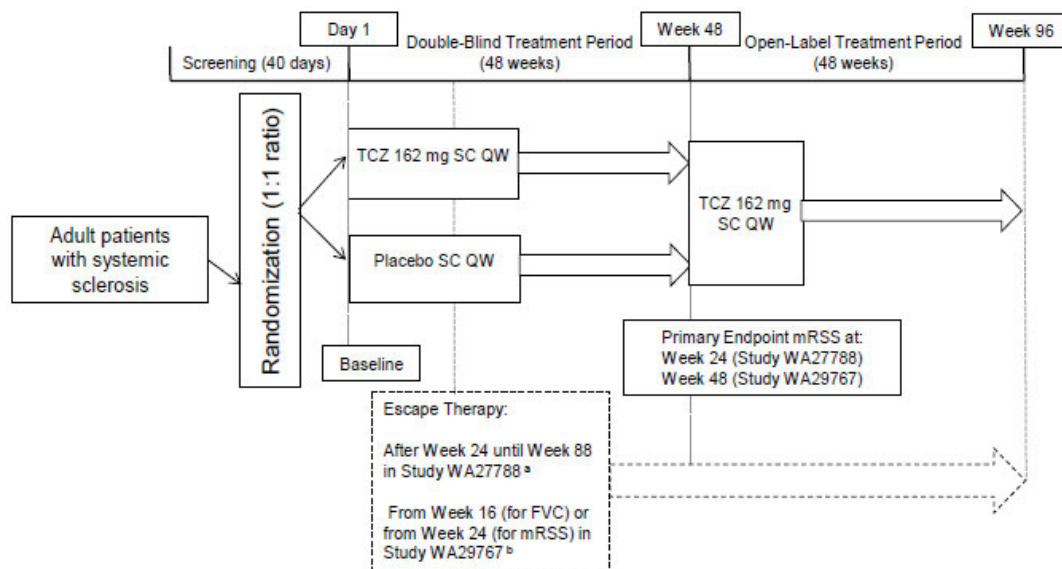 Day 1
Double-Blind Treatment Period
(48 weeks)
Week 48
Open-Label Treatment Period
(48 weeks)
Week 96
Screening (40 days)
Randomization (1:1 ratio)
Adult patients
with systemic
sclerosis
TCZ 162 mg SC QW
Placebo SC QW
TCZ 162 mg
SC QW
Baseline
Primary Endpoint mRSS at:
Week 24 (Study WA27788)
Week 48 (Study WA29767)
Escape Therapy:
After Week 24 until Week 88
in Study WA27788 a
From Week 16 (for FVC) or
from Week 24 (for mRSS) in
Study WA29767 b